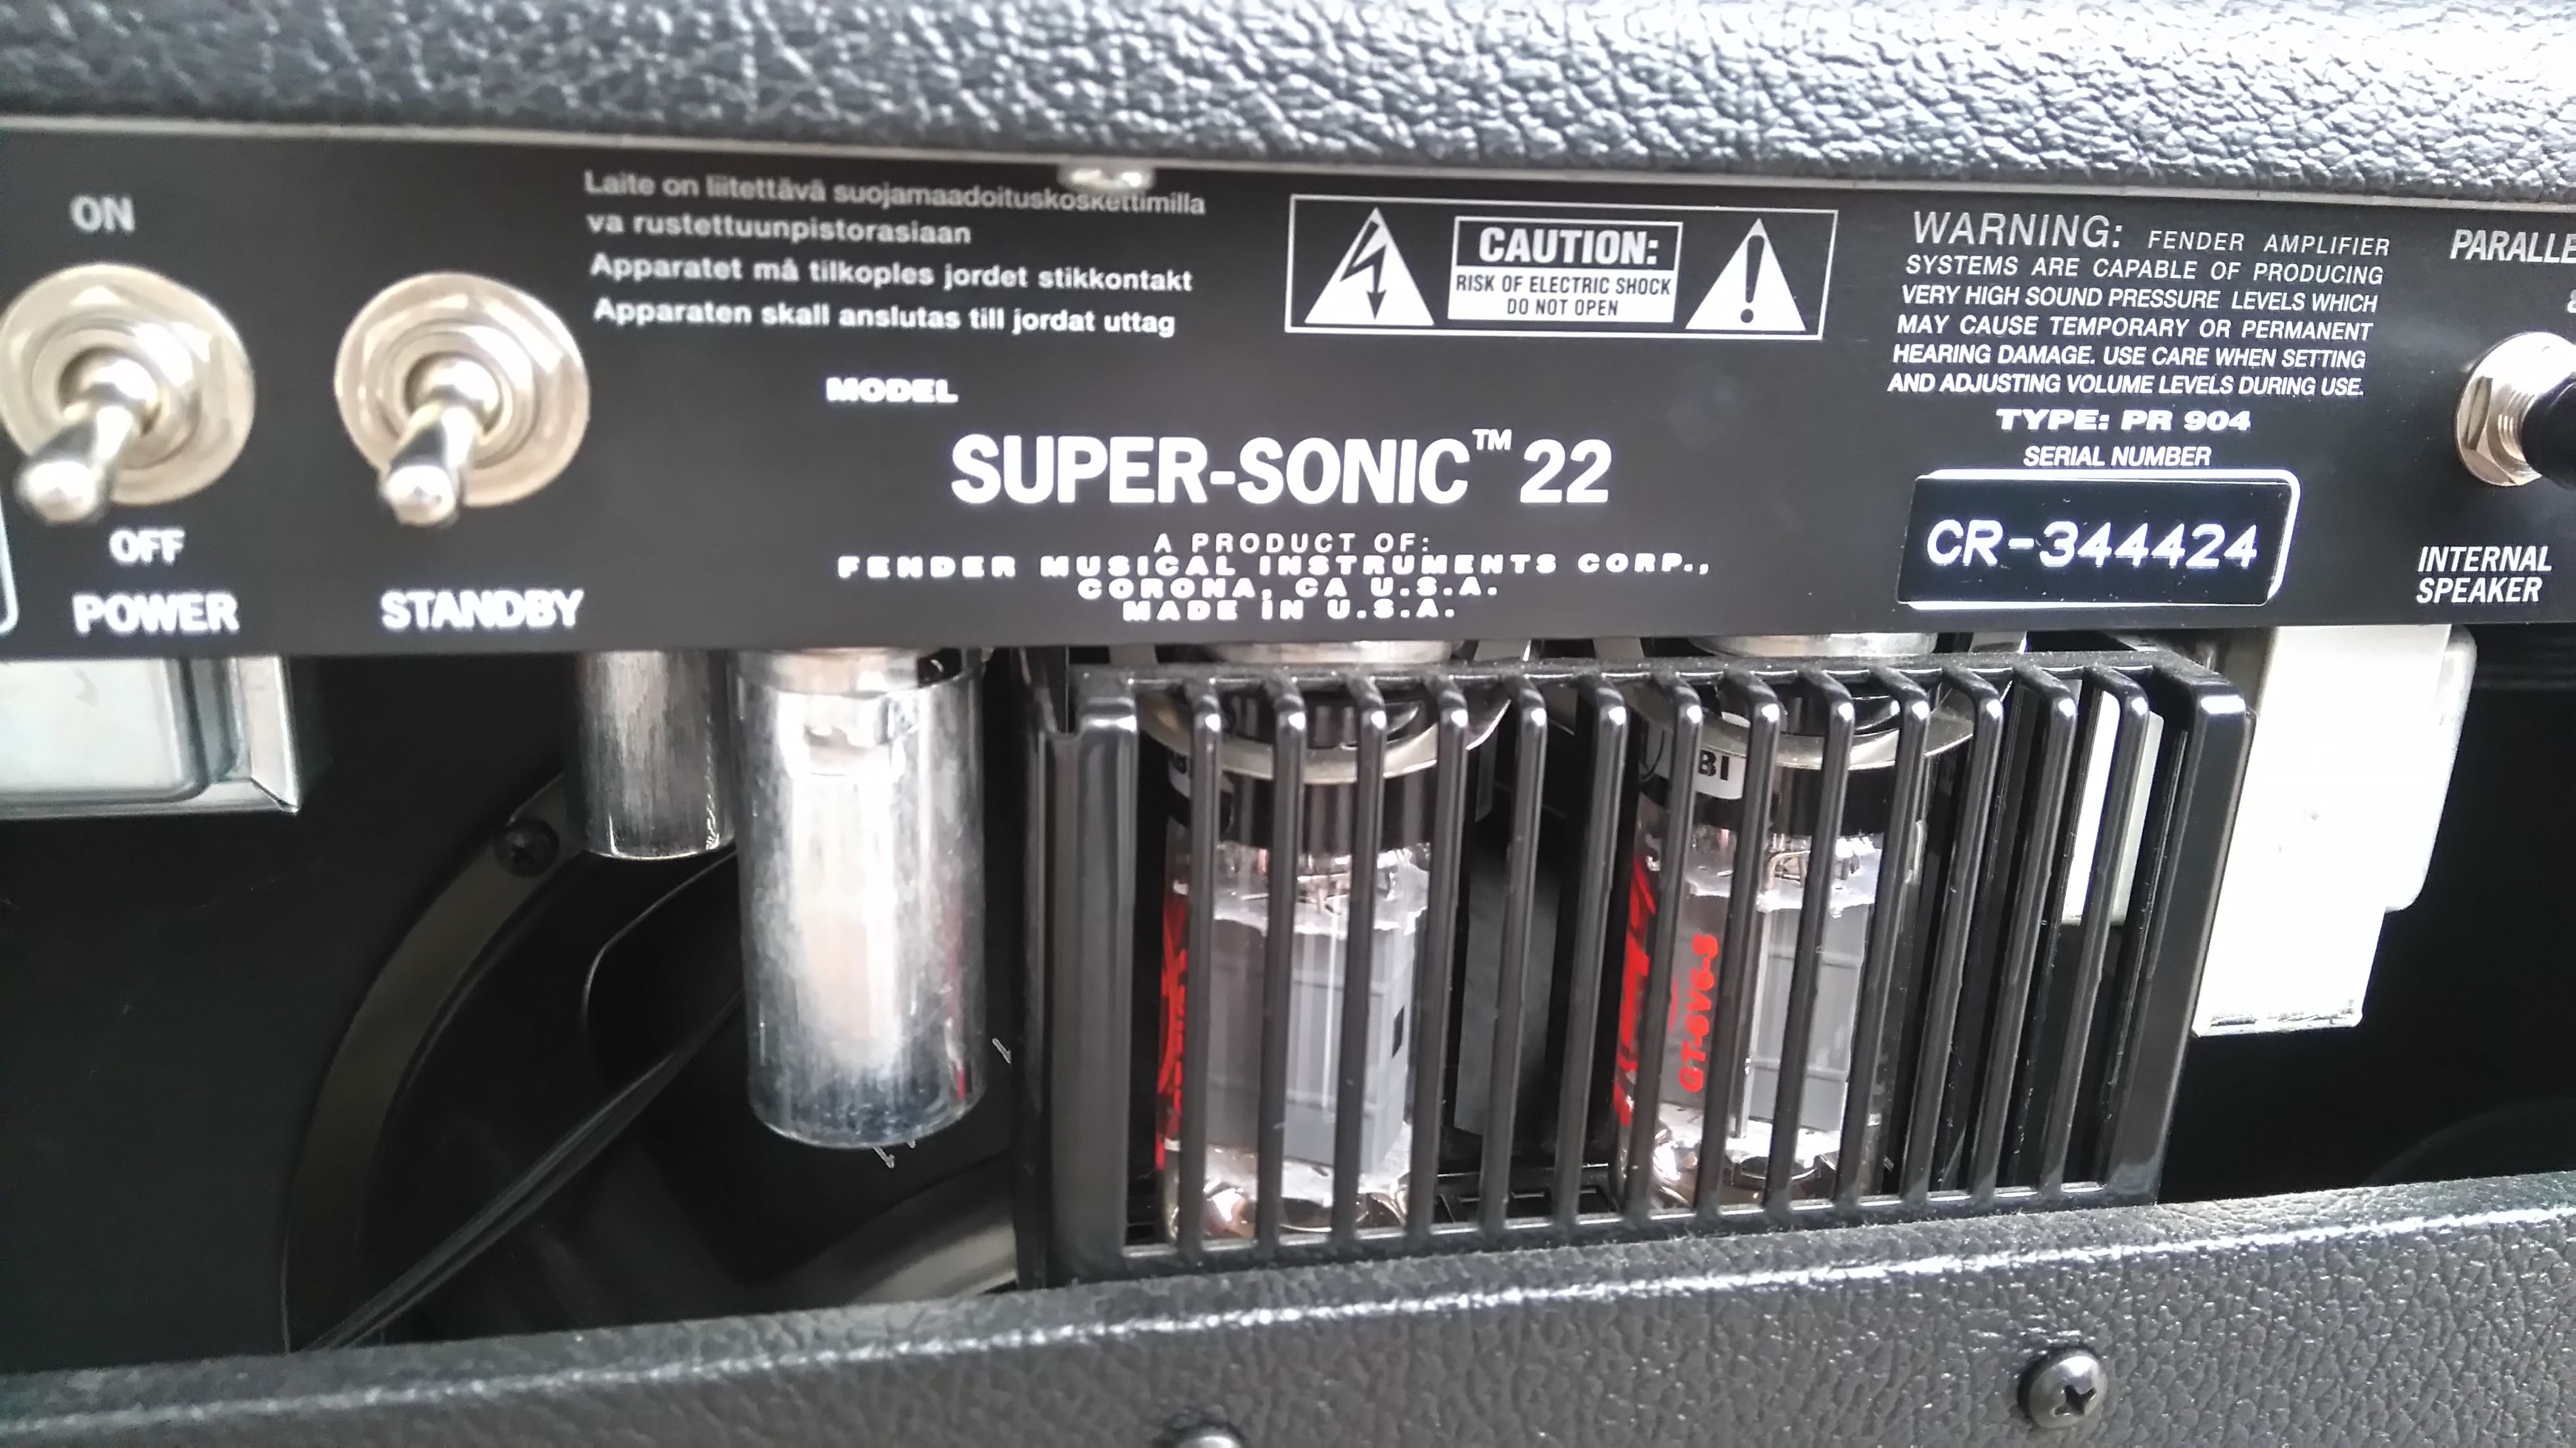 ON
OFF
POWER
STANDBY
Laite on liitettävä suojamaadoituskoskettimilla
va rustettuunpistorasiaan
Apparatet må tilkoples jordet stikkontakt
Apparaten skall anslutas till jordat uttag
CAUTION:
RISK OF ELECTRIC SHOCK
DO NOT OPEN
MODEL
SUPER-SONIC™ 22
A PRODUCT OF:
FENDER MUSICAL INSTRUMENTS CORP.,
CORONA, CA U.S.A.
MADE IN U.S.A.
WARNING: FENDER AMPLIFIER
SYSTEMS ARE CAPABLE OF PRODUCING
VERY HIGH SOUND PRESSURE LEVELS WHICH
MAY CAUSE TEMPORARY OR PERMANENT
HEARING DAMAGE. USE CARE WHEN SETTING
AND ADJUSTING VOLUME LEVELS DURING USE.
TYPE: PR 904
SERIAL NUMBER
CR-344424
INTERNAL
SPEAKER
GT-6V6-S